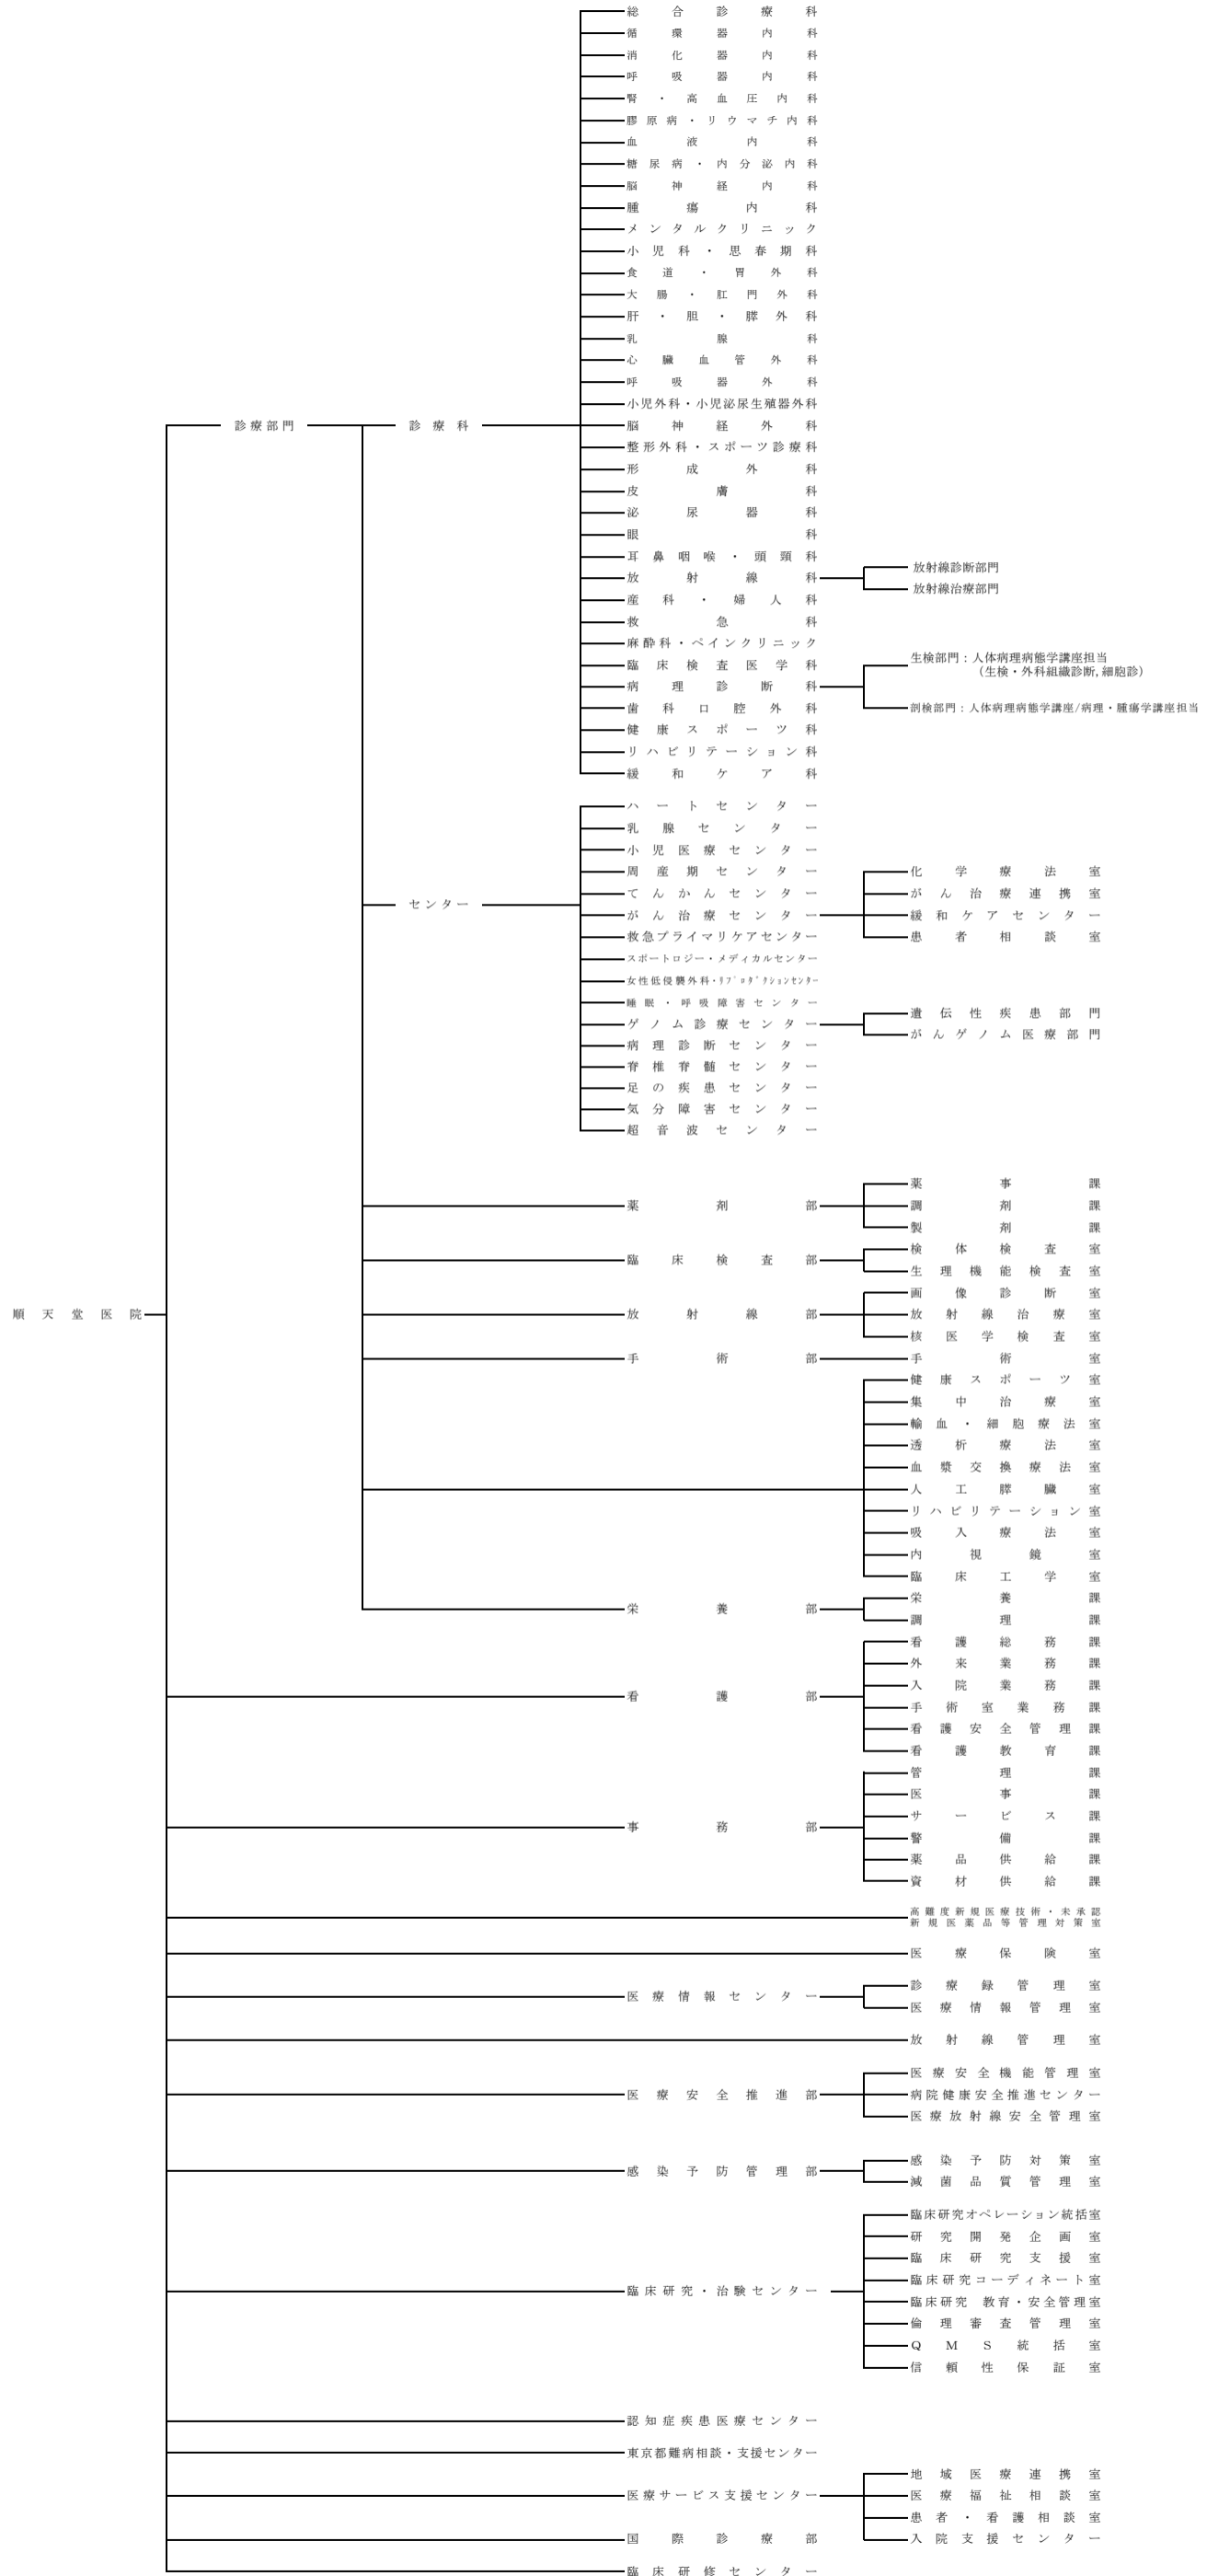 総合診療科
循環器内科
消化器内科
呼吸器内科
腎・高血圧内科
膠原病・リウマチ内科
血液内科
糖尿病・内分泌内科
脳神経内科
腫瘍内科
メンタルクリニック
小児科・思春期科
食道・胃外科
大腸・肛門外科
肝・胆・膵外科
乳腺科
心臓血管外科
呼吸器外科
小児外科・小児泌尿生殖器外科
診療部門
診療科
脳神経外科
整形外科・スポーツ診療科
形成外科
皮膚科
泌尿器科
眼科
耳鼻咽喉・頭頸科
放射線科
放射線診断部門
放射線治療部門
産科・婦人科
救急科
麻酔科・ペインクリニック
臨床検査医学科
病理診断科
生検部門：人体病理病態学講座担当
（生検・外科組織診断,細胞診）
剖検部門：人体病理病態学講座/病理・腫瘍学講座担当
歯科口腔外科
健康スポーツ科
リハビリテーション科
緩和ケア科
センター
ハートセンター
乳腺センター
小児医療センター
周産期センター
てんかんセンター
がん治療センター
化学療法室
がん治療連携室
緩和ケアセンター
患者相談室
救急プライマリケアセンター
スポートロジー・メディカルセンター
女性低侵襲外科・ﾘﾌﾟﾛﾀﾞｸｼｮﾝｾﾝﾀｰ
睡眠・呼吸障害センター
ゲノム診療センター
遺伝性疾患部門
がんゲノム医療部門
病理診断センター
脊椎脊髄センター
足の疾患センター
気分障害センター
超音波センター
薬剤部
薬事課
調剤課
製剤課
臨床検査部
検体検査室
生理機能検査室
順天堂医院
放射線部
画像診断室
放射線治療室
核医学検査室
手術部
手術室
健康スポーツ室
集中治療室
輸血・細胞療法室
透析療法室
血漿交換療法室
人工膵臓室
リハビリテーション室
吸入療法室
内視鏡室
臨床工学室
栄養部
栄養課
調理課
看護部
看護総務課
外来業務課
入院業務課
手術室業務課
看護安全管理課
看護教育課
事務部
管理課
医事課
サービス課
警備課
薬品供給課
資材供給課
高難度新規医療技術・未承認
新規医薬品等管理対策室
医療保険室
医療情報センター
診療録管理室
医療情報管理室
放射線管理室
医療安全推進部
医療安全機能管理室
病院健康安全推進センター
医療放射線安全管理室
感染予防管理部
感染予防対策室
滅菌品質管理室
臨床研究・治験センター
臨床研究オペレーション統括室
研究開発企画室
臨床研究支援室
臨床研究コーディネート室
臨床研究　教育・安全管理室
倫理審査管理室
QMS統括室
信頼性保証室
認知症疾患医療センター
東京都難病相談・支援センター
医療サービス支援センター
地域医療連携室
医療福祉相談室
患者・看護相談室
入院支援センター
国際診療部
臨床研修センター